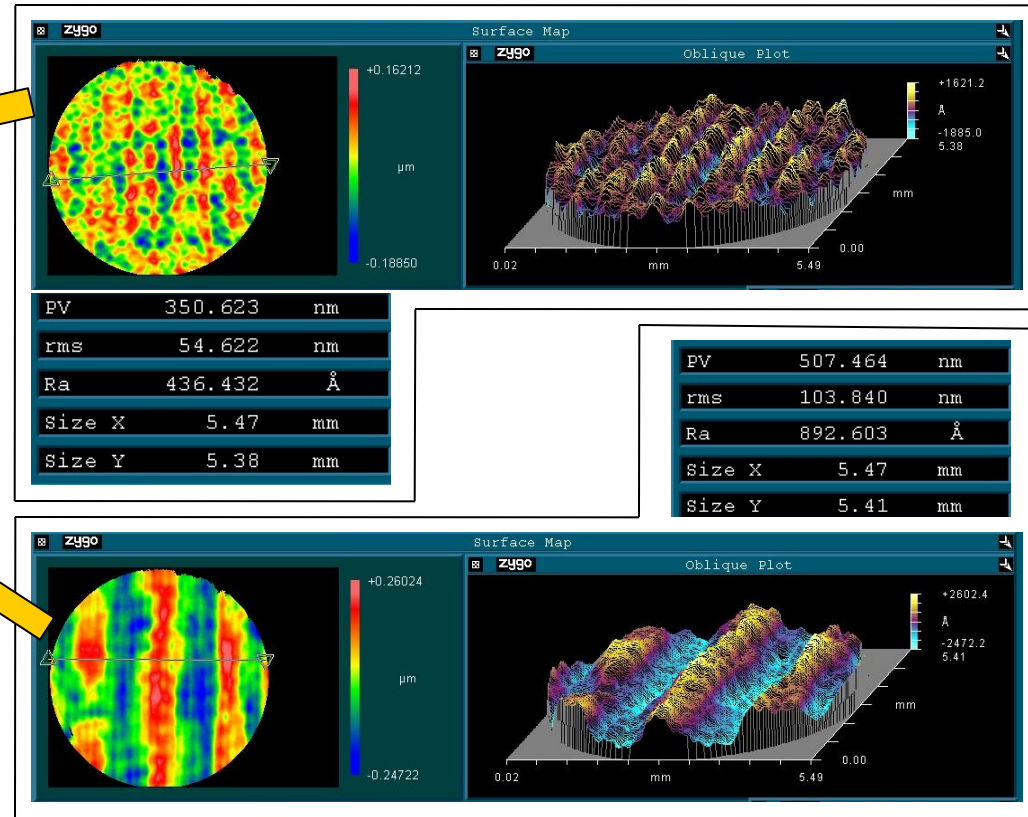 zygo Surface Map
+0.16212
µm
-0.18850
zygo Oblique Plot
+1621.2
Å
-1885.0
5.38
mm
0.00
0.02 mm 5.49
PV 350.623 nm
rms 54.622 nm
Ra 436.432 Å
Size X 5.47 mm
Size Y 5.38 mm
PV 507.464 nm
rms 103.840 nm
Ra 892.603 Å
Size X 5.47 mm
Size Y 5.41 mm
zygo Surface Map
+0.26024
µm
-0.24722
zygo Oblique Plot
+2602.4
Å
-2472.2
5.41
mm
0.00
0.02 mm 5.49